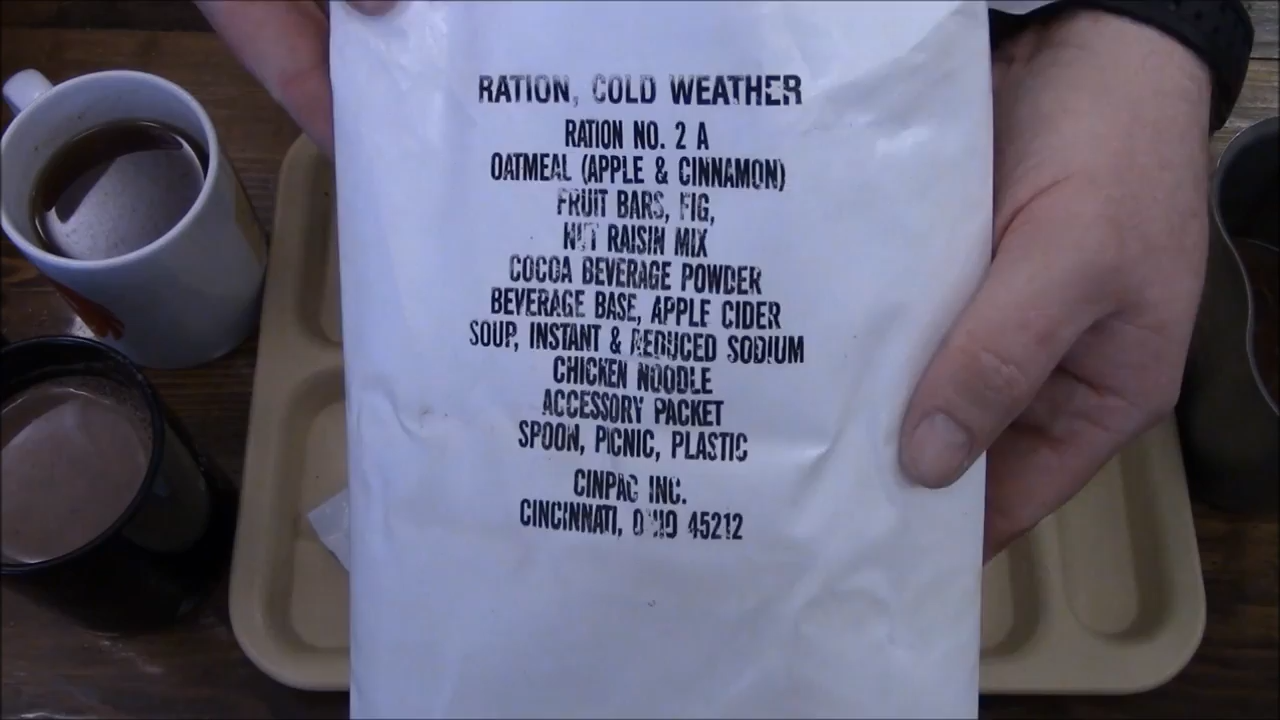 RATION, COLD WEATHER
RATION NO. 2 A
OATMEAL (APPLE & CINNAMON)
FRUIT BARS, FIG,
NUT RAISIN MIX
COCOA BEVERAGE POWDER
BEVERAGE BASE, APPLE CIDER
SOUP, INSTANT & REDUCED SODIUM
CHICKEN NOODLE
ACCESSORY PACKET
SPOON, PICNIC, PLASTIC
CINPAC INC.
CINCINNATI, OHIO 45212